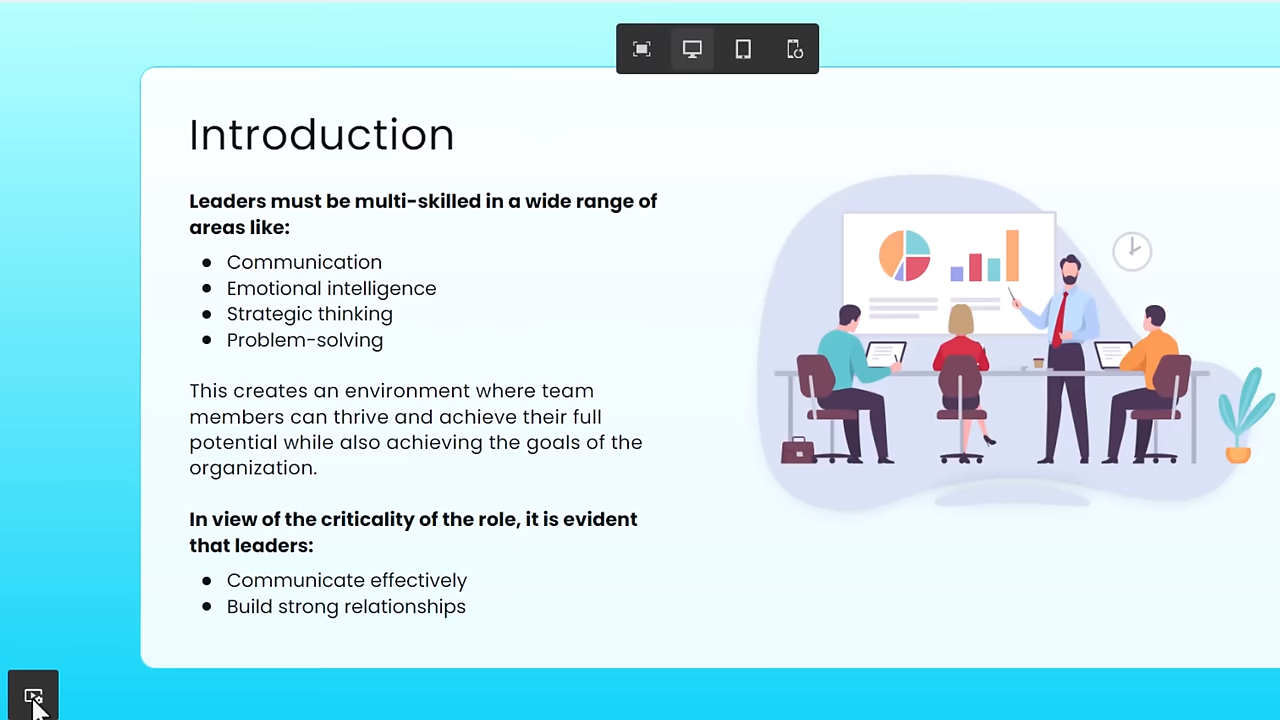 Introduction
Leaders must be multi-skilled in a wide range of
areas like:
● Communication
● Emotional intelligence
● Strategic thinking
● Problem-solving
This creates an environment where team
members can thrive and achieve their full
potential while also achieving the goals of the
organization.
In view of the criticality of the role, it is evident
that leaders:
● Communicate effectively
● Build strong relationships